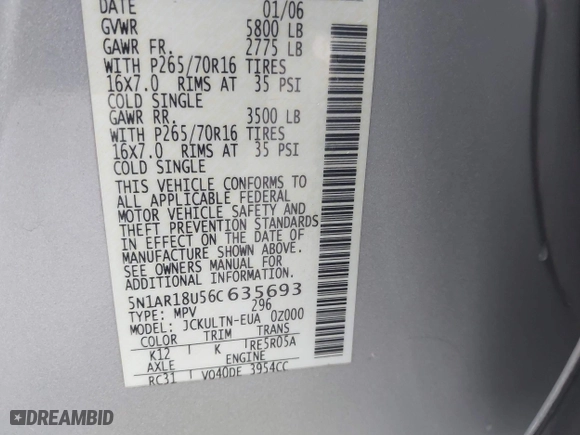 DATE 01/06
GVWR 5800 LB
GAWR FR. 2775 LB
WITH P265/70R16 TIRES
16X7.0 RIMS AT 35 PSI
COLD SINGLE
GAWR RR. 3500 LB
WITH P265/70R16 TIRES
16X7.0 RIMS AT 35 PSI
COLD SINGLE
THIS VEHICLE CONFORMS TO
ALL APPLICABLE FEDERAL
MOTOR VEHICLE SAFETY AND
THEFT PREVENTION STANDARDS
IN EFFECT ON THE DATE OF
MANUFACTURE SHOWN ABOVE.
SEE OWNERS MANUAL FOR
ADDITIONAL INFORMATION.
5N1AR18U56C635693
TYPE: MPV 296
MODEL: JCKULTN-EUA 0Z000
COLOR TRIM TRANS
K12 K RE5R05A
AXLE ENGINE
RC31 VQ40DE 3954CC
DREAMBID